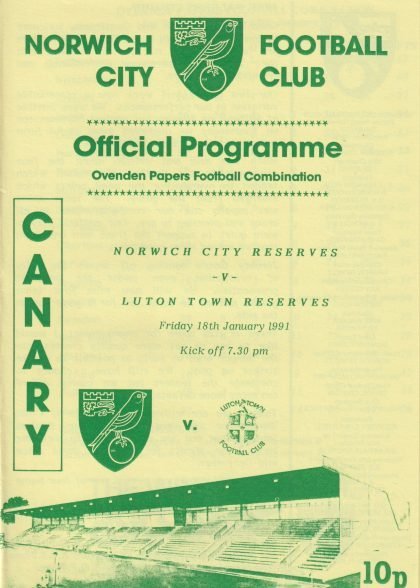 NORWICH FOOTBALL
CITY CLUB
Official Programme
Ovenden Papers Football Combination
CANARY
NORWICH CITY RESERVES
-V-
LUTON TOWN RESERVES
Friday 18th January 1991
Kick off 7.30 pm
v.
LUTON TOWN
FOOTBALL CLUB
10p